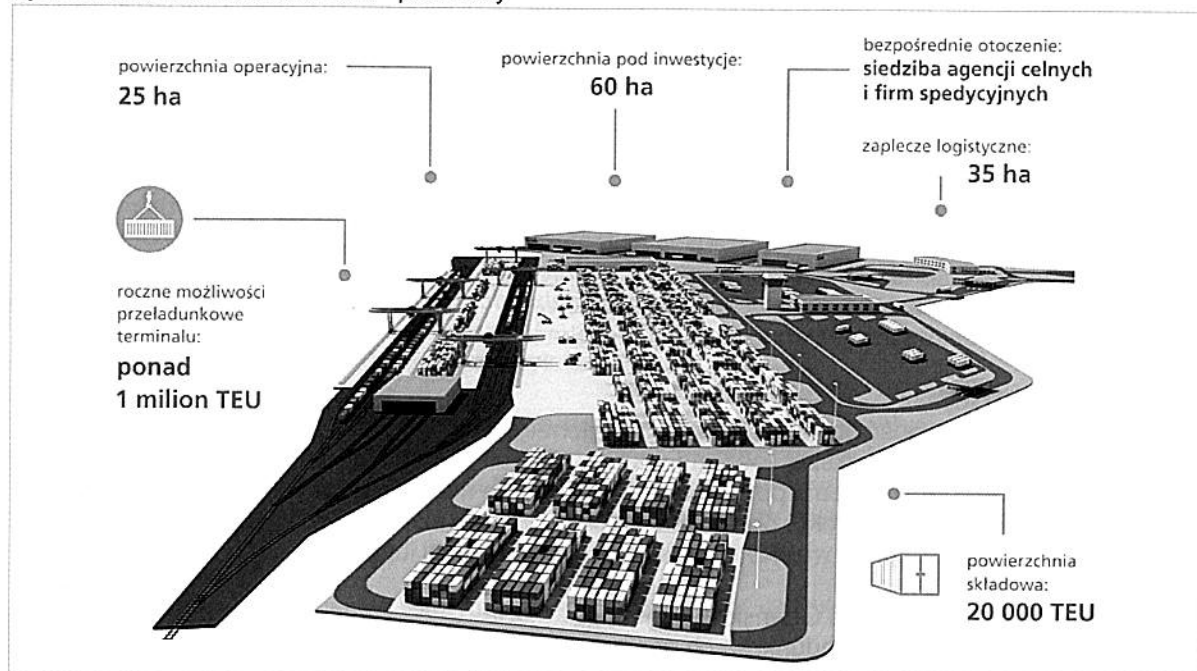 powierzchnia operacyjna:
25 ha
powierzchnia pod inwestycje:
60 ha
bezpośrednie otoczenie:
siedziba agencji celnych
i firm spedycyjnych
zaplecze logistyczne:
35 ha
roczne możliwości
przeładunkowe
terminalu:
ponad
1 milion TEU
powierzchnia
składowa:
20 000 TEU